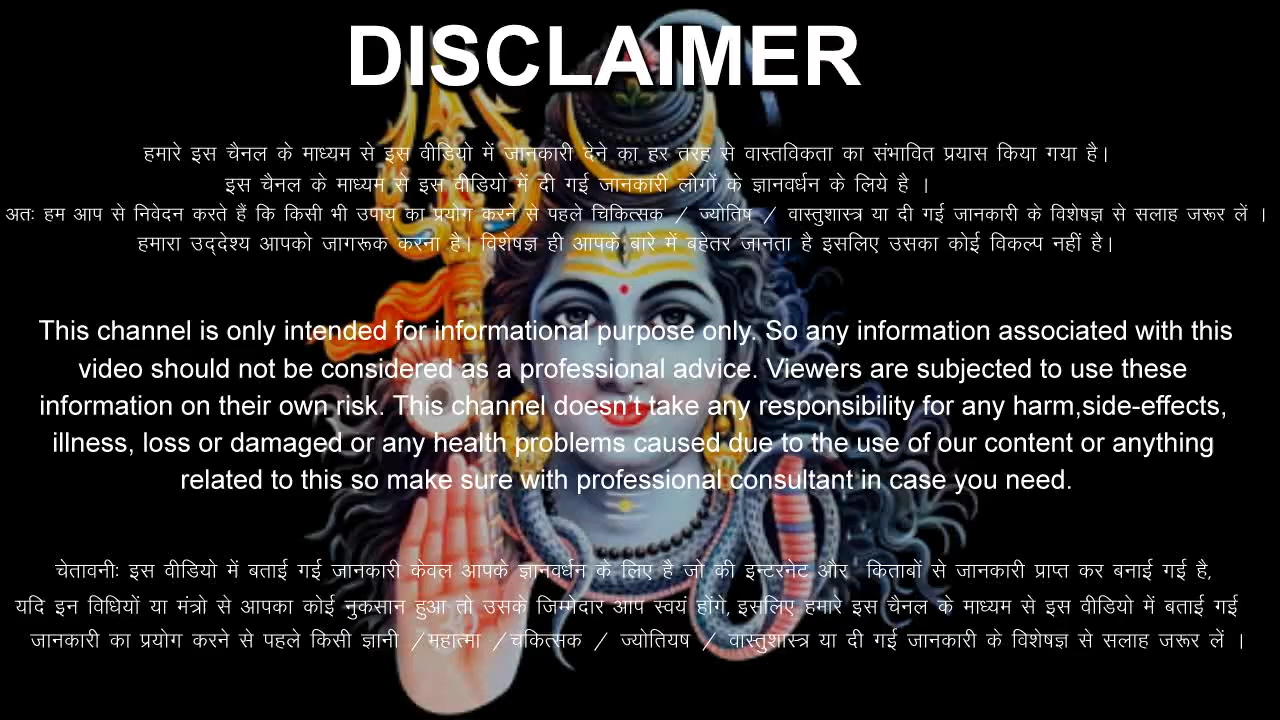 DISCLAIMER
हमारे इस चैनल के माध्यम से इस वीडियो में जानकारी देने का हर तरह से वास्तविकता का संभावित प्रयास किया गया है।
इस चैनल के माध्यम से इस वीडियो में दी गई जानकारी लोगों के ज्ञानवर्धन के लिये है ।
अतः हम आप से निवेदन करते हैं कि किसी भी उपाय का प्रयोग करने से पहले चिकित्सक / ज्योतिष / वास्तुशास्त्र या दी गई जानकारी के विशेषज्ञ से सलाह जरूर लें ।
हमारा उद्देश्य आपको जागरूक करना है। विशेषज्ञ ही आपके बारे में बहेतर जानता है इसलिए उसका कोई विकल्प नहीं है।
This channel is only intended for informational purpose only. So any information associated with this
video should not be considered as a professional advice. Viewers are subjected to use these
information on their own risk. This channel doesn't take any responsibility for any harm,side-effects,
illness, loss or damaged or any health problems caused due to the use of our content or anything
related to this so make sure with professional consultant in case you need.
चेतावनीः इस वीडियो में बताई गई जानकारी केवल आपके ज्ञानवर्धन के लिए है जो की इन्टरनेट और किताबों से जानकारी प्राप्त कर बनाई गई है,
यदि इन विधियों या मंत्रो से आपका कोई नुकसान हुआ तो उसके जिम्मेदार आप स्वयं होंगे, इसलिए हमारे इस चैनल के माध्यम से इस वीडियो में बताई गई
जानकारी का प्रयोग करने से पहले किसी ज्ञानी /महात्मा /चकित्सक / ज्योतियष / वास्तुशास्त्र या दी गई जानकारी के विशेषज्ञ से सलाह जरूर लें ।